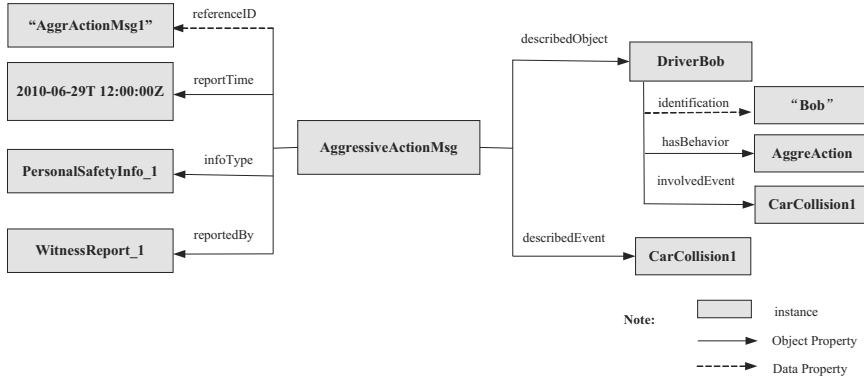 “AggrActionMsg1”
referenceID
2010-06-29T 12:00:00Z
reportTime
PersonalSafetyInfo_1
infoType
WitnessReport_1
reportedBy
AggressiveActionMsg
describedObject
DriverBob
identification
“Bob”
hasBehavior
AggreAction
involvedEvent
CarCollision1
describedEvent
CarCollision1
Note:
instance
Object Property
Data Property